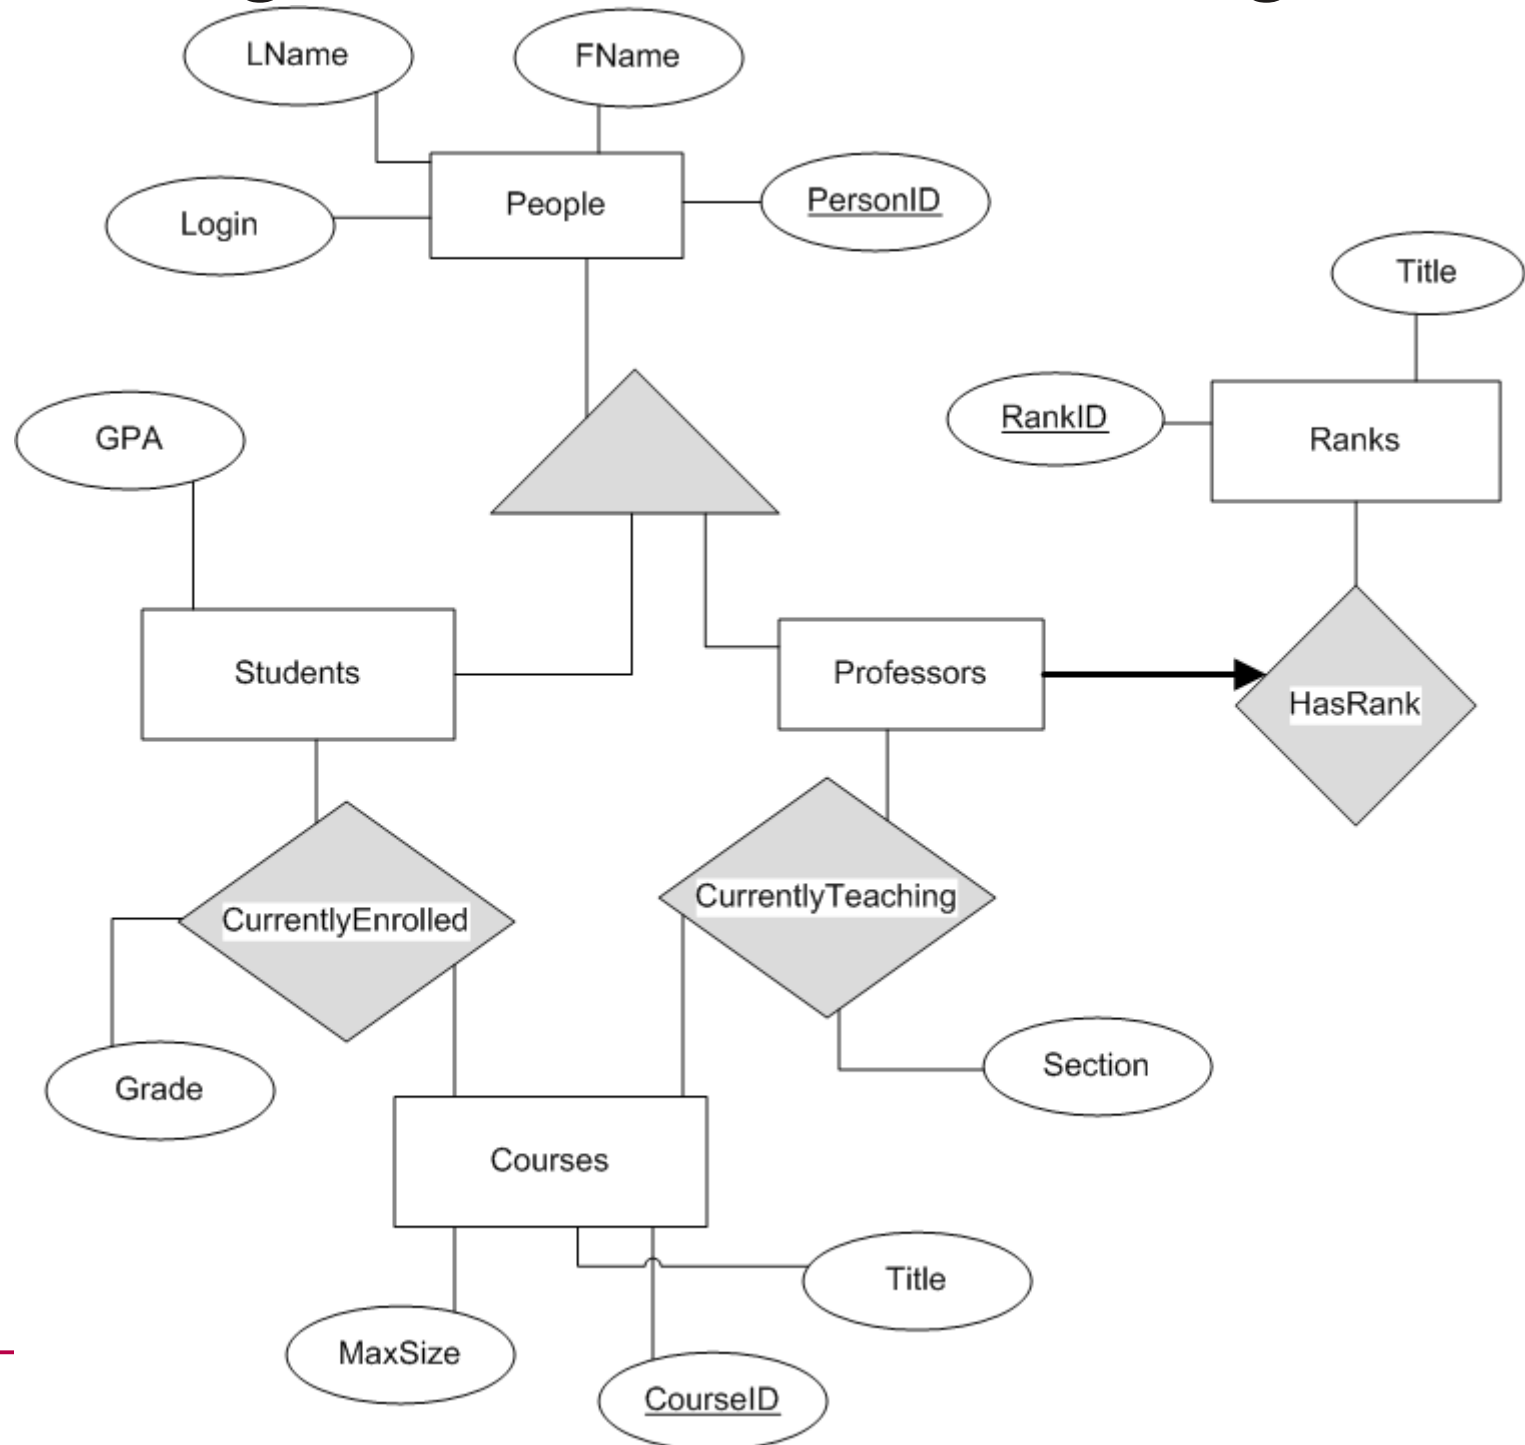 LName
FName
People
PersonID
Login
Title
RankID
Ranks
GPA
Students
Professors
HasRank
CurrentlyEnrolled
CurrentlyTeaching
Grade
Section
Courses
Title
MaxSize
CourseID